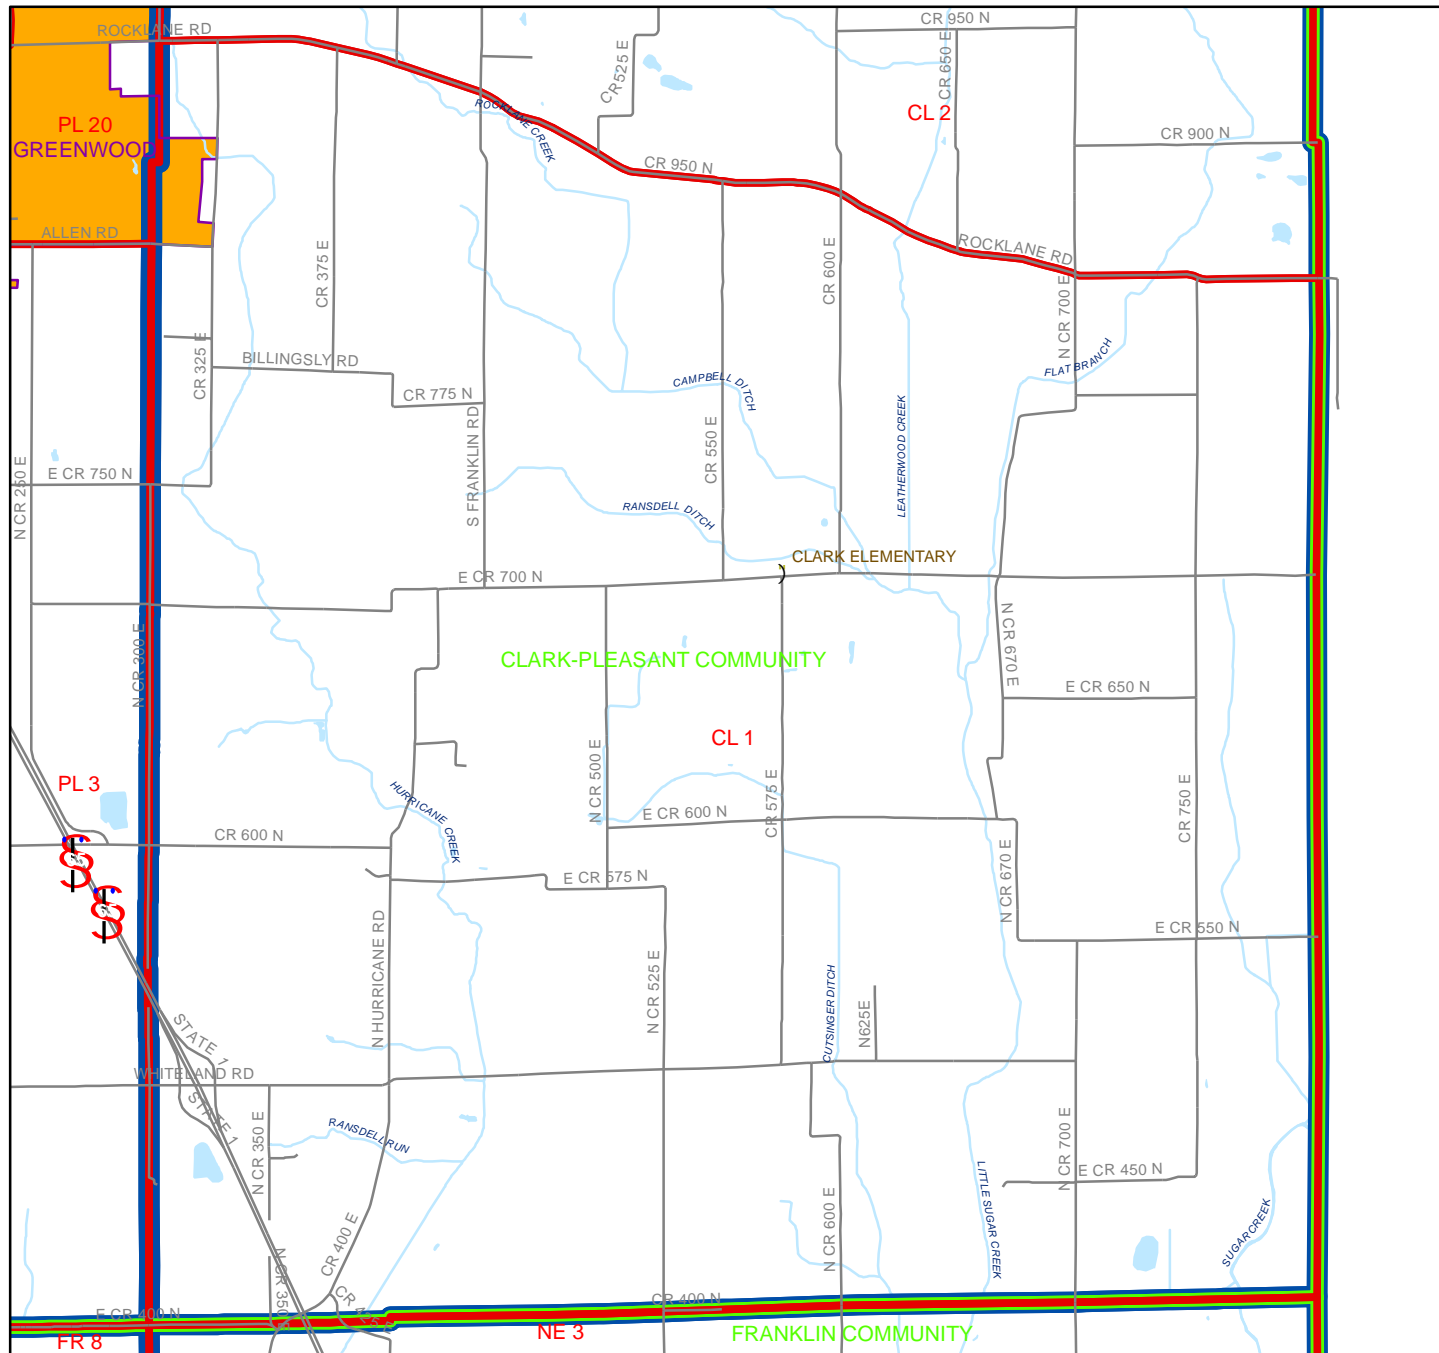 ROCKLANE RD
CR 950 N
CR 650 E
CR525 E
ROCKLANE CREEK
CL 2
PL 20
GREENWOOD
CR 900 N
CR 950 N
ALLEN RD
ROCKLANE RD
CR 375 E
CR 600 E
N CR 700 E
CR 325 E
BILLINGSLY RD
FLAT BRANCH
CAMPBELL DITCH
CR 775 N
LEATHERWOOD CREEK
S FRANKLIN RD
CR 550 E
E CR 750 N
N CR 250 E
RANSDELL DITCH
CLARK ELEMENTARY
E CR 700 N
N CR 300 E
N CR 670 E
CLARK-PLEASANT COMMUNITY
E CR 650 N
CL 1
N CR 500 E
CR 575 E
CR 750 E
PL 3
HURRICANE CREEK
CR 600 N
E CR 600 N
N CR 670 E
E CR 575 N
E CR 550 N
N HURRICANE RD
N CR 525 E
CUTSINGER DITCH
N625E
STATE 1
WHITELAND RD
STATE 1
N CR 350 E
RANSDELL RUN
N CR 700 E
E CR 450 N
LITTLE SUGAR CREEK
SUGARCREEK
N CR 600 E
CR 400 E
N CR 350
CR 425 E
E CR 400 N
CR 400 N
FR 8
NE 3
FRANKLIN COMMUNITY